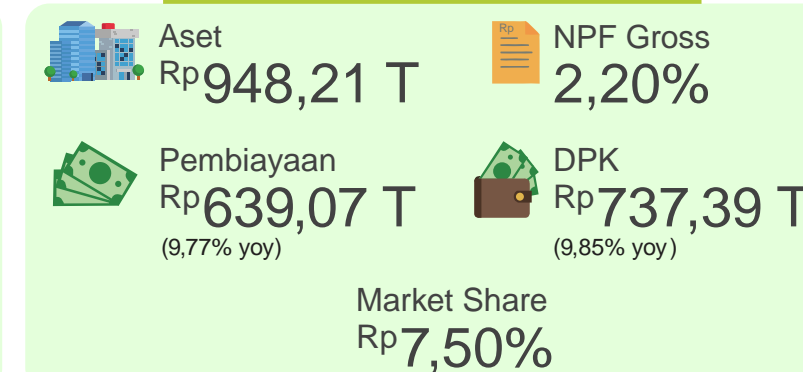 Aset
Rp948,21 T
Rp
NPF Gross
2,20%
Pembiayaan
Rp639,07 T
(9,77% yoy)
DPK
Rp737,39 T
(9,85% yoy)
Market Share
Rp7,50%